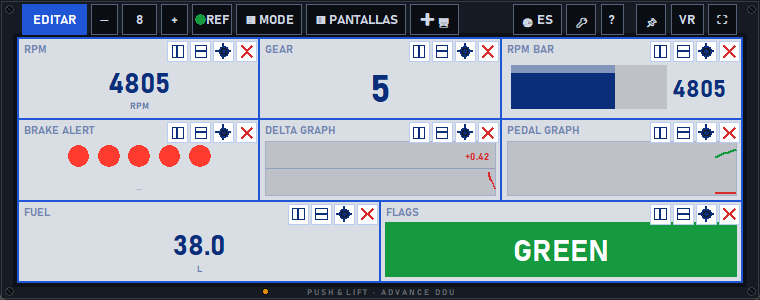 EDITAR — 8 + REF MODE PANTALLAS + ES ? VR
RPM
4805
RPM
GEAR
5
RPM BAR
4805
BRAKE ALERT
—
DELTA GRAPH
+0.42
PEDAL GRAPH
FUEL
38.0
L
FLAGS
GREEN
PUSH&LIFT - ADVANCE DDU